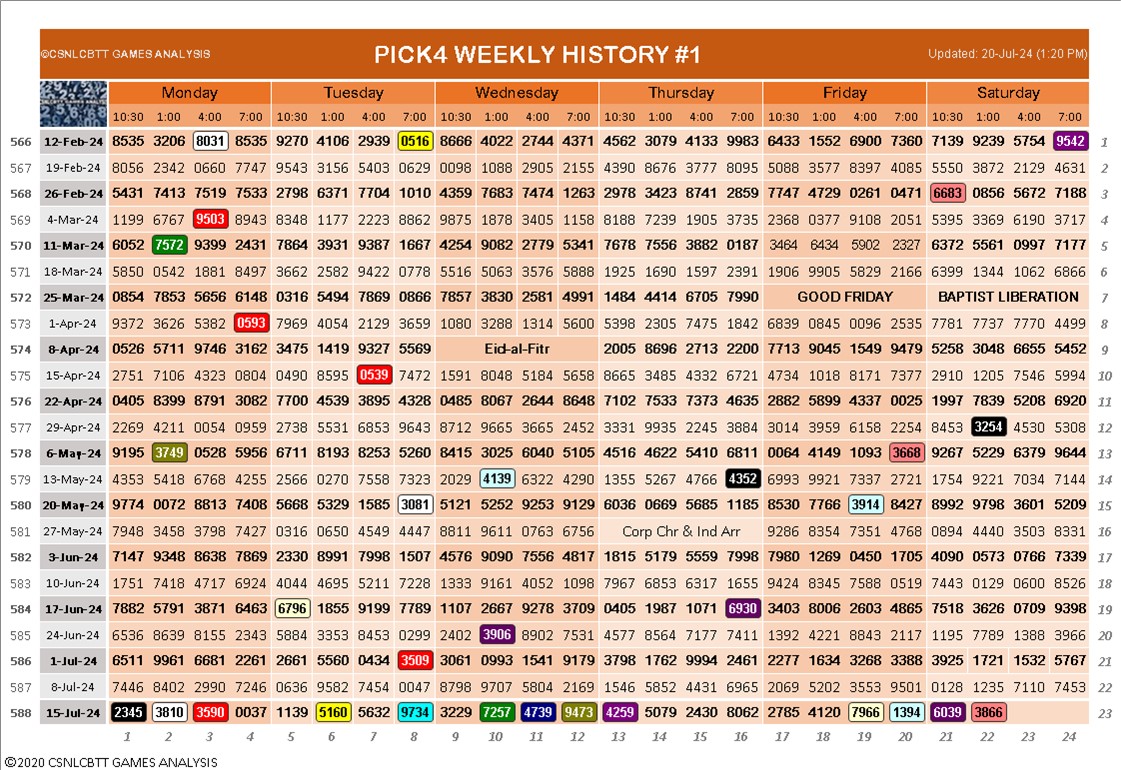 ©CSNLCBTT GAMES ANALYSIS PICK4 WEEKLY HISTORY #1 Updated: 20-Jul-24 (1:20 PM)
Monday Tuesday Wednesday Thursday Friday Saturday
10:30 1:00 4:00 7:00 10:30 1:00 4:00 7:00 10:30 1:00 4:00 7:00 10:30 1:00 4:00 7:00 10:30 1:00 4:00 7:00 10:30 1:00 4:00 7:00
566 12-Feb-24 8535 3206 8031 8535 9270 4106 2939 0516 8666 4022 2744 4371 4562 3079 4133 9983 6433 1552 6900 7360 7139 9239 5754 9542 1
567 19-Feb-24 8056 2342 0660 7747 9543 3156 5403 0629 0098 1088 2905 2155 4390 8676 3777 8095 5088 3577 8397 4085 5550 3872 2129 4631 2
568 26-Feb-24 5431 7413 7519 7533 2798 6371 7704 1010 4359 7683 7474 1263 2978 3423 8741 2859 7747 4729 0261 0471 6683 0856 5672 7188 3
569 4-Mar-24 1199 6767 9503 8943 8348 1177 2223 8862 9875 1878 3405 1158 8188 7239 1905 3735 2368 0377 9108 2051 5395 3369 6190 3717 4
570 11-Mar-24 6052 7572 9399 2431 7864 3931 9387 1667 4254 9082 2779 5341 7678 7556 3882 0187 3464 6434 5902 2327 6372 5561 0997 7177 5
571 18-Mar-24 5850 0542 1881 8497 3662 2582 9422 0778 5516 5063 3576 5888 1925 1690 1597 2391 1906 9905 5829 2166 6399 1344 1062 6866 6
572 25-Mar-24 0854 7853 5656 6148 0316 5494 7869 0866 7857 3830 2581 4991 1484 4414 6705 7990 GOOD FRIDAY BAPTIST LIBERATION 7
573 1-Apr-24 9372 3626 5382 0593 7969 4054 2129 3659 1080 3288 1314 5600 5398 2305 7475 1842 6839 0845 0096 2535 7781 7737 7770 4499 8
574 8-Apr-24 0526 5711 9746 3162 3475 1419 9327 5569 Eid-al-Fitr 2005 8696 2713 2200 7713 9045 1549 9479 5258 3048 6655 5452 9
575 15-Apr-24 2751 7106 4323 0804 0490 8595 0539 7472 1591 8048 5184 5658 8665 3485 4332 6721 4734 1018 8171 7377 2910 1205 7546 5994 10
576 22-Apr-24 0405 8399 8791 3082 7700 4539 3895 4328 0485 8067 2644 8648 7102 7533 7373 4635 2882 5899 4337 0025 1997 7839 5208 6920 11
577 29-Apr-24 2269 4211 0054 0959 2738 5531 6853 9643 8712 9665 3665 2452 3331 9935 2245 3884 3014 3959 6158 2254 8453 3254 4530 5308 12
578 6-May-24 9195 3749 0528 5956 6711 8193 8253 5260 8415 3025 6040 5105 4516 4622 5410 6811 0064 4149 1093 3668 9267 5229 6379 9644 13
579 13-May-24 4353 5418 6768 4255 2566 0270 7558 7323 2029 4139 6322 4290 1355 5267 4766 4352 6993 9921 7337 2721 1754 9221 7034 7144 14
580 20-May-24 9774 0072 8813 7408 5668 5329 1585 3081 5121 5252 9253 9129 6036 0669 5685 1185 8530 7766 3914 8427 8992 9798 3601 5209 15
581 27-May-24 7948 3458 3798 7427 0316 0650 4549 4447 8811 9611 0763 6756 Corp Chr & Ind Arr 9286 8354 7351 4768 0894 4440 3503 8331 16
582 3-Jun-24 7147 9348 8638 7869 2330 8991 7998 1507 4576 9090 7556 4817 1815 5179 5559 7998 7980 1269 0450 1705 4090 0573 0766 7339 17
583 10-Jun-24 1751 7418 4717 6924 4044 4695 5211 7228 1333 9161 4052 1098 7967 6853 6317 1655 9424 8345 7588 0519 7443 0129 0600 8526 18
584 17-Jun-24 7882 5791 3871 6463 6796 1855 9199 7789 1107 2667 9278 3709 0405 1987 1071 6930 3403 8006 2603 4865 7518 3626 0709 9398 19
585 24-Jun-24 6536 8639 8155 2343 5884 3353 8453 0299 2402 3906 8902 7531 4577 8564 7177 7411 1392 4221 8843 2117 1195 7789 1388 3966 20
586 1-Jul-24 6511 9961 6681 2261 2661 5560 0434 3509 3061 0993 1541 9179 3798 1762 9994 2461 2277 1634 3268 3388 3925 1721 1532 5767 21
587 8-Jul-24 7446 8402 2990 7246 0636 9582 7454 0047 8798 9707 5804 2169 1546 5852 4431 6965 2069 5202 3553 9501 0128 1235 7110 7453 22
588 15-Jul-24 2345 3810 3590 0037 1139 5160 5632 9734 3229 7257 4739 9473 4259 5079 2430 8062 2785 4120 7966 1394 6039 3866 23
1 2 3 4 5 6 7 8 9 10 11 12 13 14 15 16 17 18 19 20 21 22 23 24
©2020 CSNLCBTT GAMES ANALYSIS